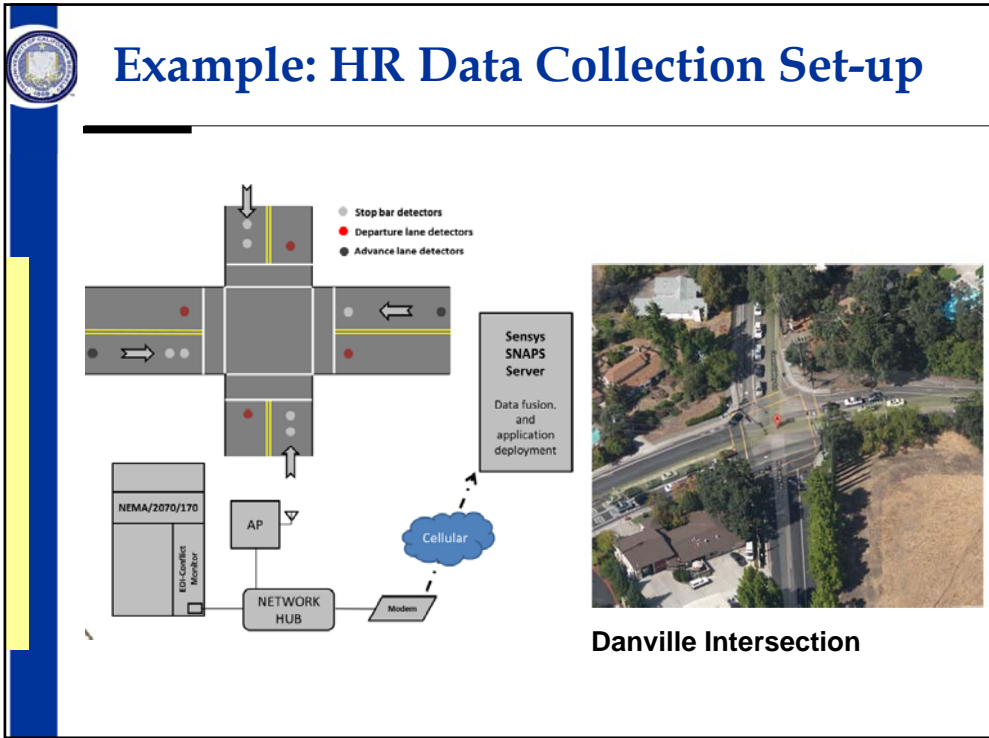 Example: HR Data Collection Set-up
Stop bar detectors
Departure lane detectors
Advance lane detectors
Sensys
SNAPS
Server
Data fusion,
and
application
deployment
NEMA/2070/170
EDI-Conflict
Monitor
AP
Cellular
NETWORK
HUB
Modem
Danville Intersection